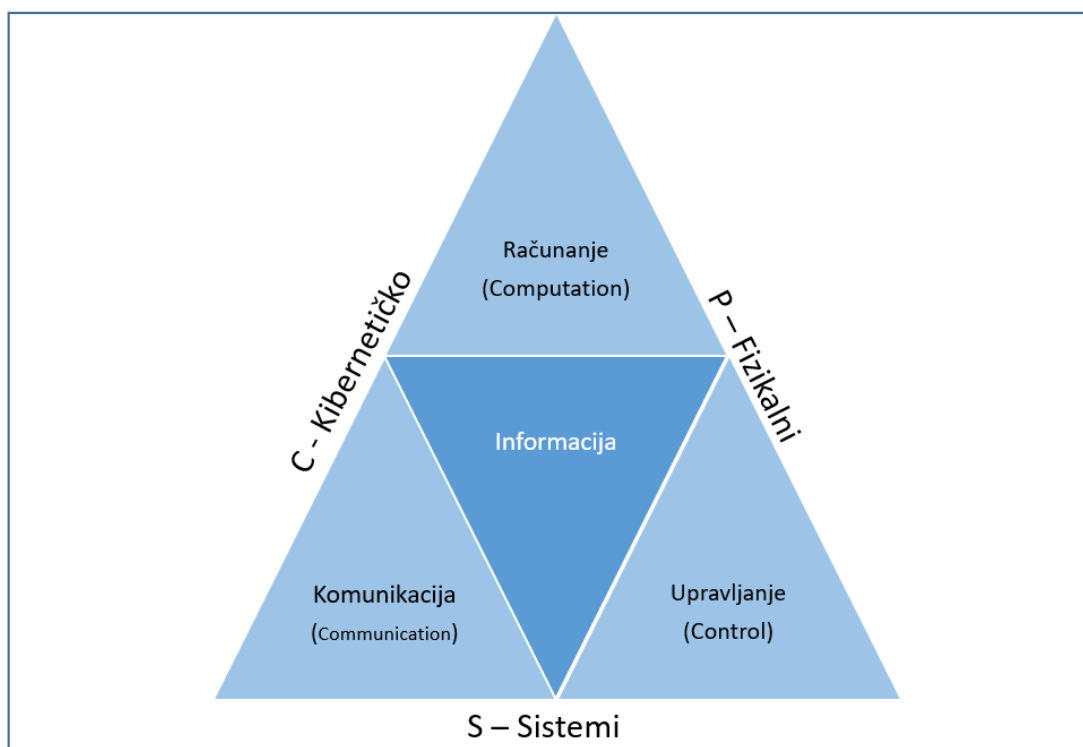 Računanje
(Computation)
C - Kibernetičko
P – Fizikalni
Informacija
Komunikacija
(Communication)
Upravljanje
(Control)
S – Sistemi